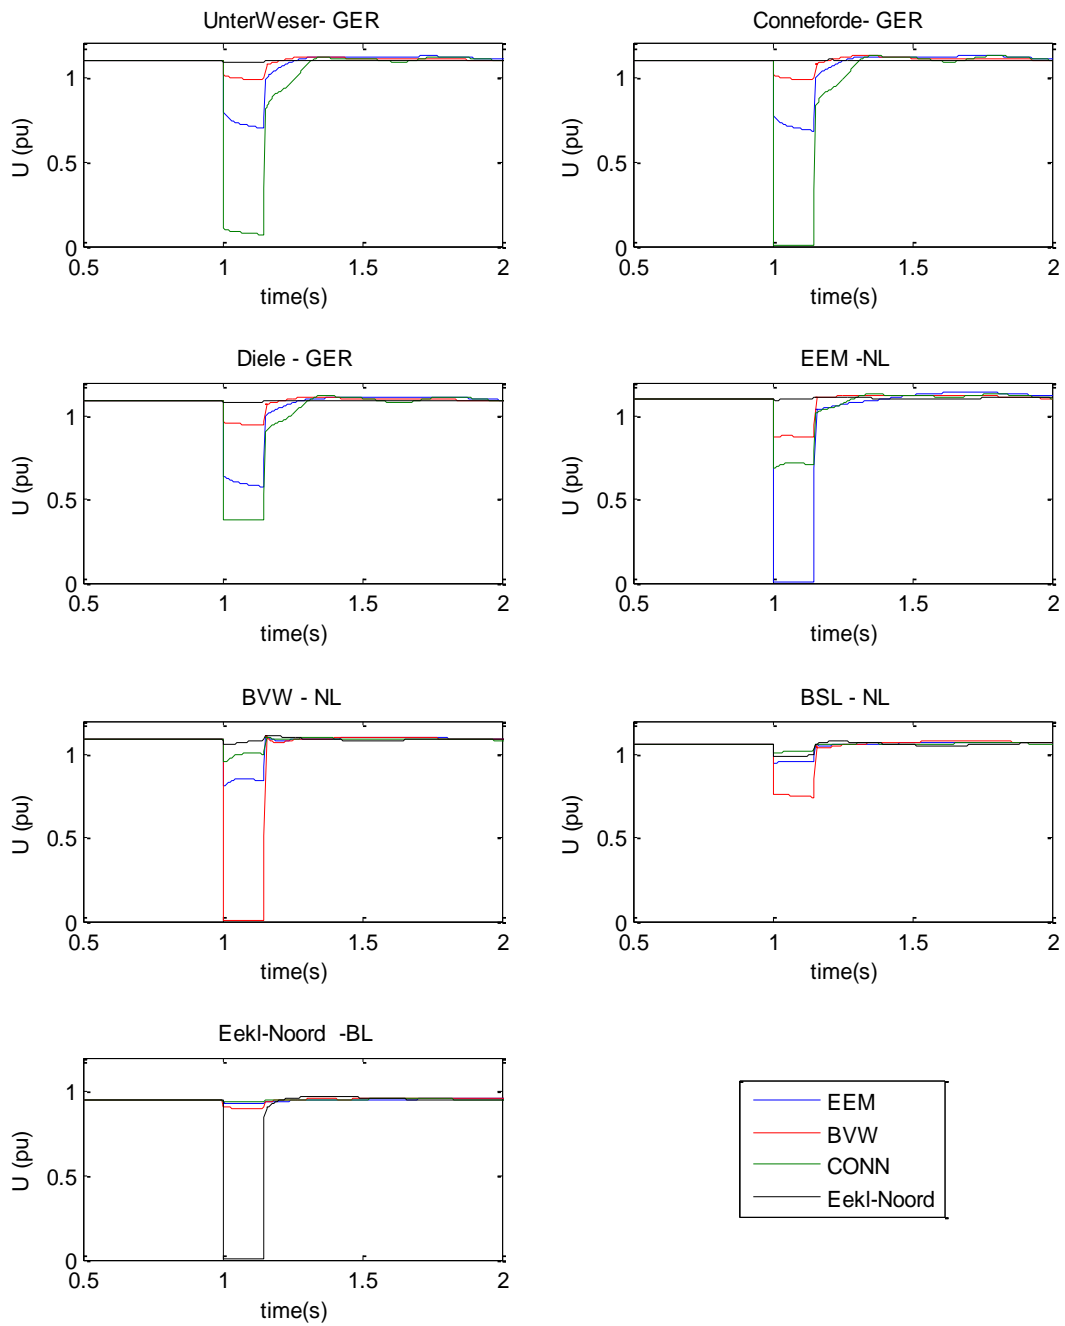 UnterWeser- GER
U (pu)
1
0.5
0
0.5
1
1.5
2
time(s)
Conneforde- GER
U (pu)
1
0.5
0
0.5
1
1.5
2
time(s)
Diele - GER
U (pu)
1
0.5
0
0.5
1
1.5
2
time(s)
EEM -NL
U (pu)
1
0.5
0
0.5
1
1.5
2
time(s)
BVW - NL
U (pu)
1
0.5
0
0.5
1
1.5
2
time(s)
BSL - NL
U (pu)
1
0.5
0
0.5
1
1.5
2
time(s)
Eekl-Noord -BL
U (pu)
1
0.5
0
0.5
1
1.5
2
time(s)
EEM
BVW
CONN
Eekl-Noord